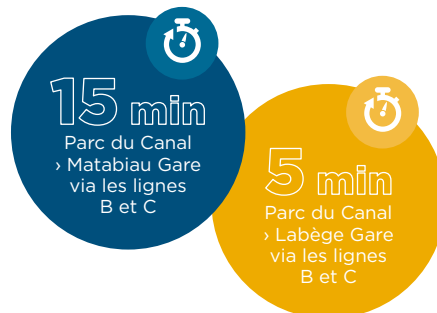 15 min
Parc du Canal
› Matabiau Gare
via les lignes
B et C
5 min
Parc du Canal
› Labège Gare
via les lignes
B et C